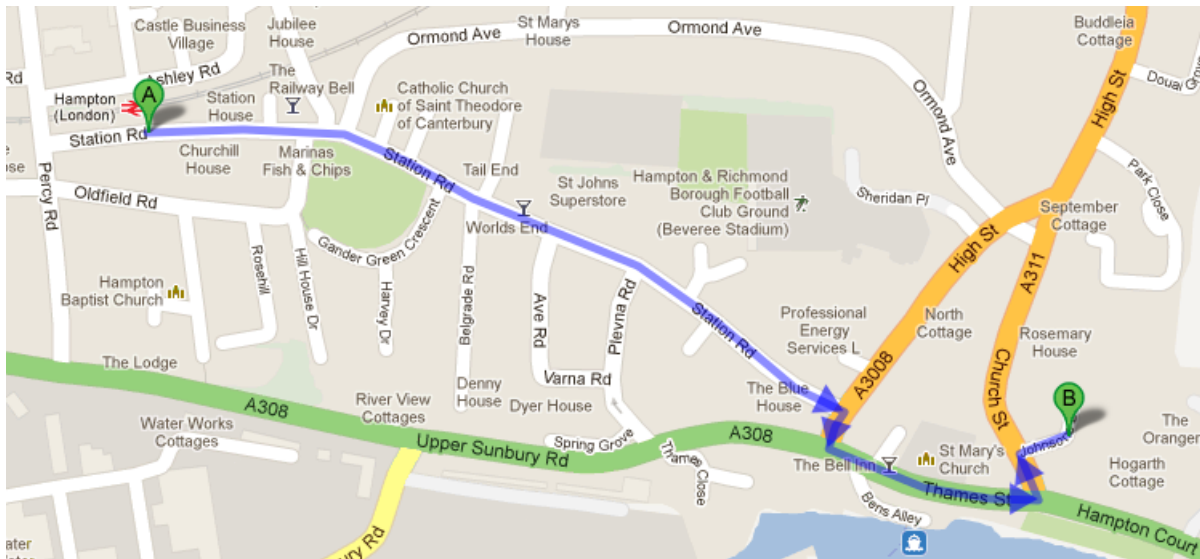 Castle Business
Village
Jubilee
House
St Marys
House
Ormond Ave
Ormond Ave
Buddleia
Cottage
Rd
Ashley Rd
The
Railway Bell
Hampton
(London)
A
Station
House
Catholic Church
of Saint Theodore
of Canterbury
Ormond Ave
High St
Station Rd
Churchill
House
Marinas
Fish & Chips
Station Rd
Tail End
St Johns
Superstore
Hampton & Richmond
Borough Football
Club Ground
(Beveree Stadium)
Sheridan Pl
Park Close
September
Cottage
Percy Rd
Oldfield Rd
Worlds End
Gander Green Crescent
High St
A311
Rosehill
Hill House Dr
Harvey Dr
Belgrade Rd
Ave Rd
Plevna Rd
Station Rd
Hampton
Baptist Church
Professional
Energy
Services L
North
Cottage
Rosemary
House
A3008
Church St
The Lodge
Denny
House
Varna Rd
Dyer House
The Blue
House
B
A308
River View
Cottages
Water Works
Cottages
Upper Sunbury Rd
Spring Grove
A308
Thames Close
The Bell Inn
St Mary's
Church
Johnson
The
Hogarth
Cottage
Thames St
Bens Alley
Hampton Court
ury Rd